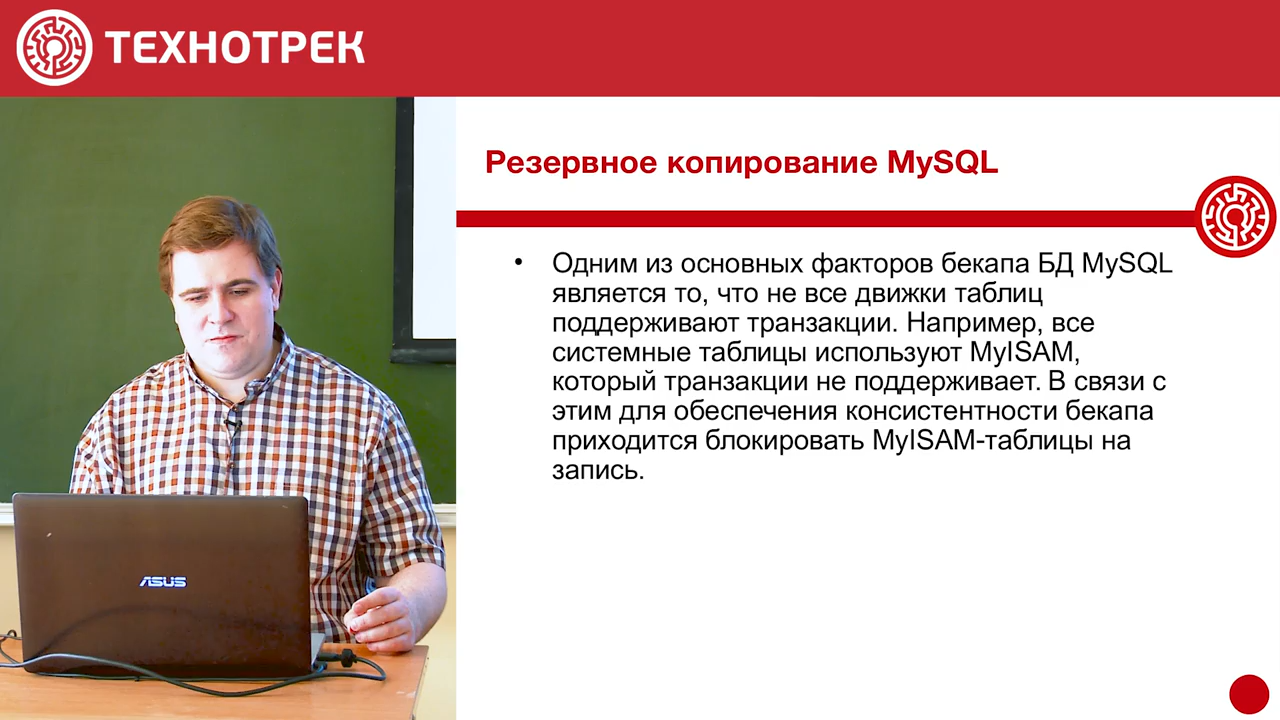 ТЕХНОТРЕК
Резервное копирование MySQL
• Одним из основных факторов бекапа БД MySQL
является то, что не все движки таблиц
поддерживают транзакции. Например, все
системные таблицы используют MyISAM,
который транзакции не поддерживает. В связи с
этим для обеспечения консистентности бекапа
приходится блокировать MyISAM-таблицы на
запись.
ASUS